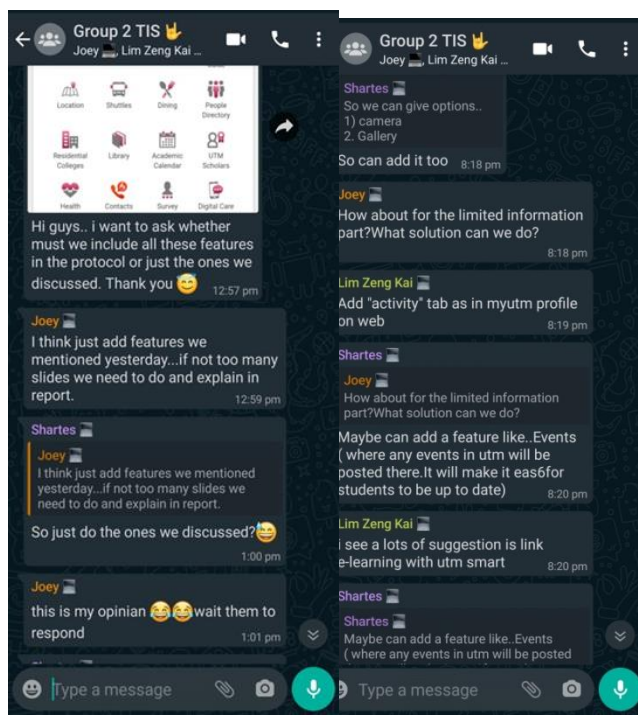 Group 2 TIS 🤟
Joey, Lim Zeng Kai ...
Location
Shuttles
Dining
People
Directory
Residential
Colleges
Library
Academic
Calendar
UTM
Scholars
Health
Contacts
Survey
Digital Care
Hi guys.. i want to ask whether
must we include all these features
in the protocol or just the ones we
discussed. Thank you 😇
12:57 pm
Joey
I think just add features we
mentioned yesterday...if not too many
slides we need to do and explain in
report.
12:59 pm
Shartes
Joey
I think just add features we mentioned
yesterday...if not too many slides we
need to do and explain in report.
So just do the ones we discussed?😅
1:00 pm
Joey
this is my opinian 😂😂wait them to
respond
1:01 pm
Type a message
Group 2 TIS 🤟
Joey, Lim Zeng Kai ...
Shartes
So we can give options..
1) camera
2. Gallery
So can add it too
8:18 pm
Joey
How about for the limited information
part?What solution can we do?
8:18 pm
Lim Zeng Kai
Add "activity" tab as in myutm profile
on web
8:19 pm
Shartes
Joey
How about for the limited information
part?What solution can we do?
Maybe can add a feature like..Events
( where any events in utm will be
posted there.It will make it eas6for
students to be up to date)
8:20 pm
Lim Zeng Kai
i see a lots of suggestion is link
e-learning with utm smart
8:20 pm
Shartes
Shartes
Maybe can add a feature like..Events
( where any events in utm will be posted
Type a message